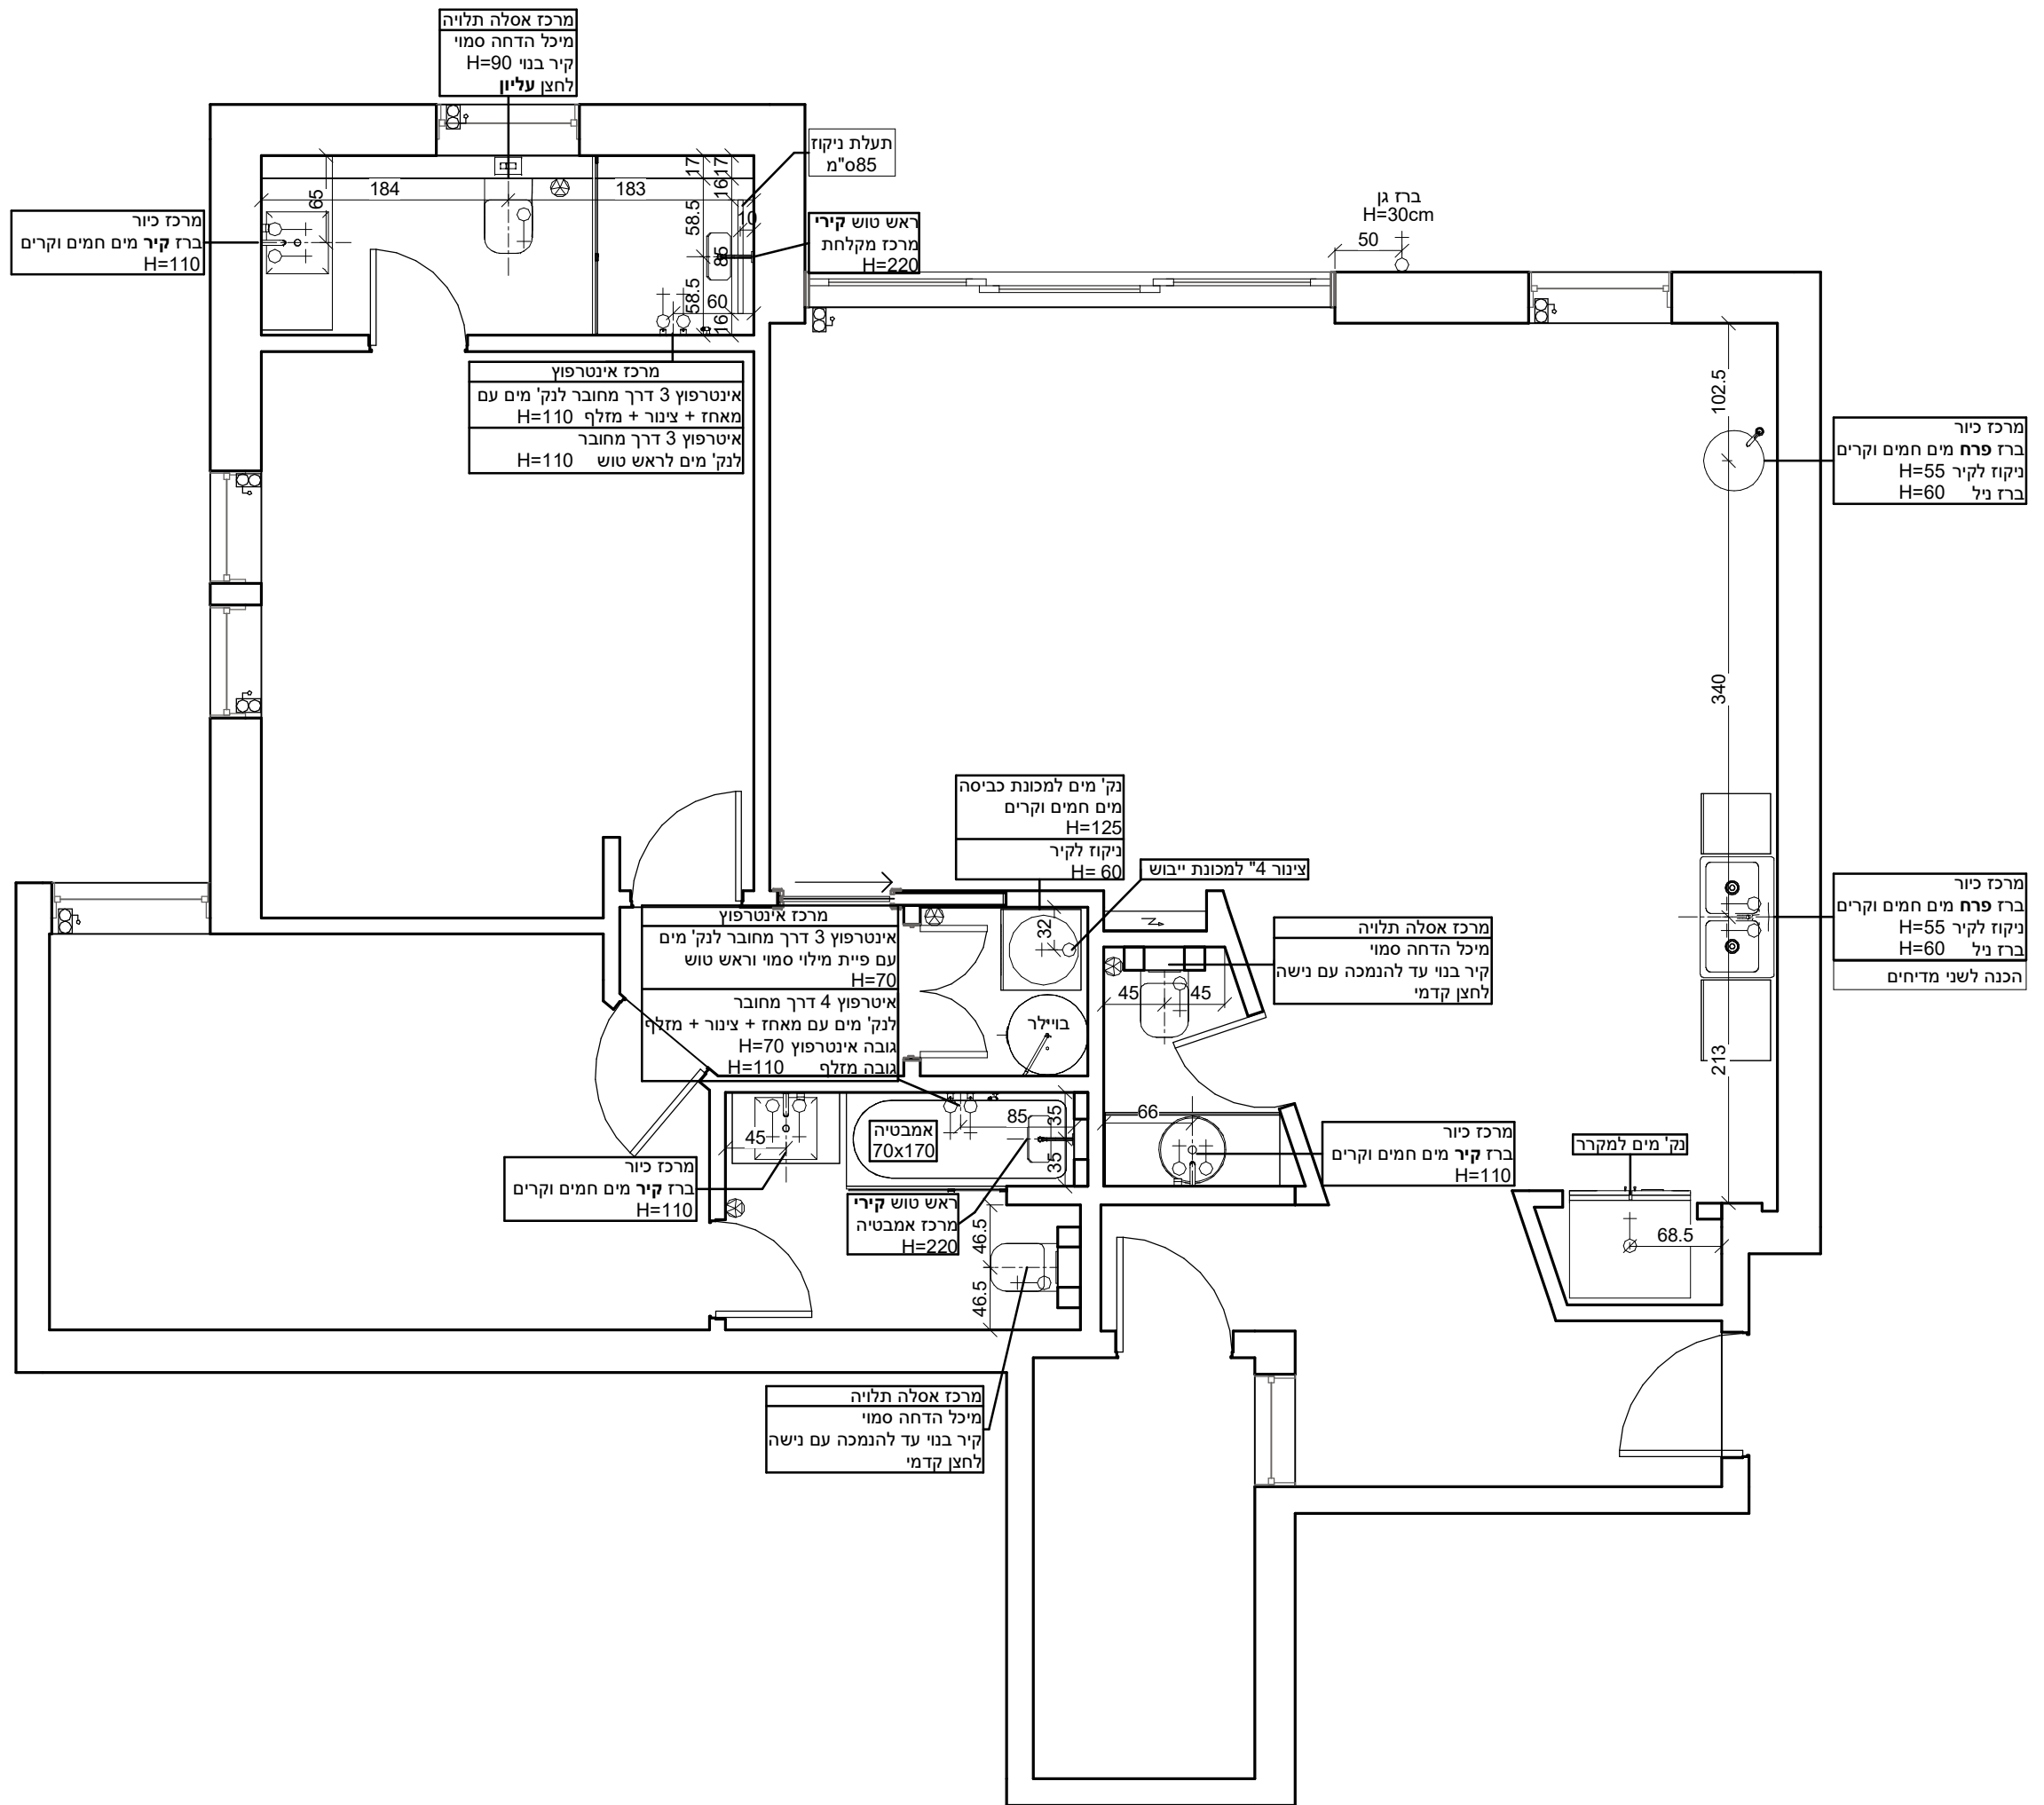 מרכז אסלה תלויה
מיכל הדחה סמוי
קיר בנוי H=90
לחצן עליון
תעלת ניקוז
85ס"מ
מרכז כיור
ברז קיר מים חמים וקרים
H=110
65
184
183
17
17
16
58.5
10
85
58.5
60
16
ראש טוש קירי
מרכז מקלחת
H=220
ברז גן
H=30cm
50
מרכז אינטרפוץ
אינטרפוץ 3 דרך מחובר לנק' מים עם
מאחז + צינור + מזלף H=110
איטרפוץ 3 דרך מחובר
לנק' מים לראש טוש H=110
102.5
מרכז כיור
ברז פרח מים חמים וקרים
ניקוז לקיר H=55
ברז ניל H=60
340
נק' מים למכונת כביסה
מים חמים וקרים
H=125
ניקוז לקיר
H= 60
צינור 4" למכונת ייבוש
מרכז כיור
ברז פרח מים חמים וקרים
ניקוז לקיר H=55
ברז ניל H=60
הכנה לשני מדיחים
מרכז אינטרפוץ
אינטרפוץ 3 דרך מחובר לנק' מים
עם פיית מילוי סמוי וראש טוש
H=70
איטרפוץ 4 דרך מחובר
לנק' מים עם מאחז + צינור + מזלף
גובה אינטרפוץ H=70
גובה מזלף H=110
32
בויילר
מרכז אסלה תלויה
מיכל הדחה סמוי
קיר בנוי עד להנמכה עם נישה
לחצן קדמי
45
45
213
66
45
85
35
35
אמבטיה
70x170
מרכז כיור
ברז קיר מים חמים וקרים
H=110
מרכז כיור
ברז קיר מים חמים וקרים
H=110
נק' מים למקרר
68.5
ראש טוש קירי
מרכז אמבטיה
H=220
46.5
46.5
מרכז אסלה תלויה
מיכל הדחה סמוי
קיר בנוי עד להנמכה עם נישה
לחצן קדמי